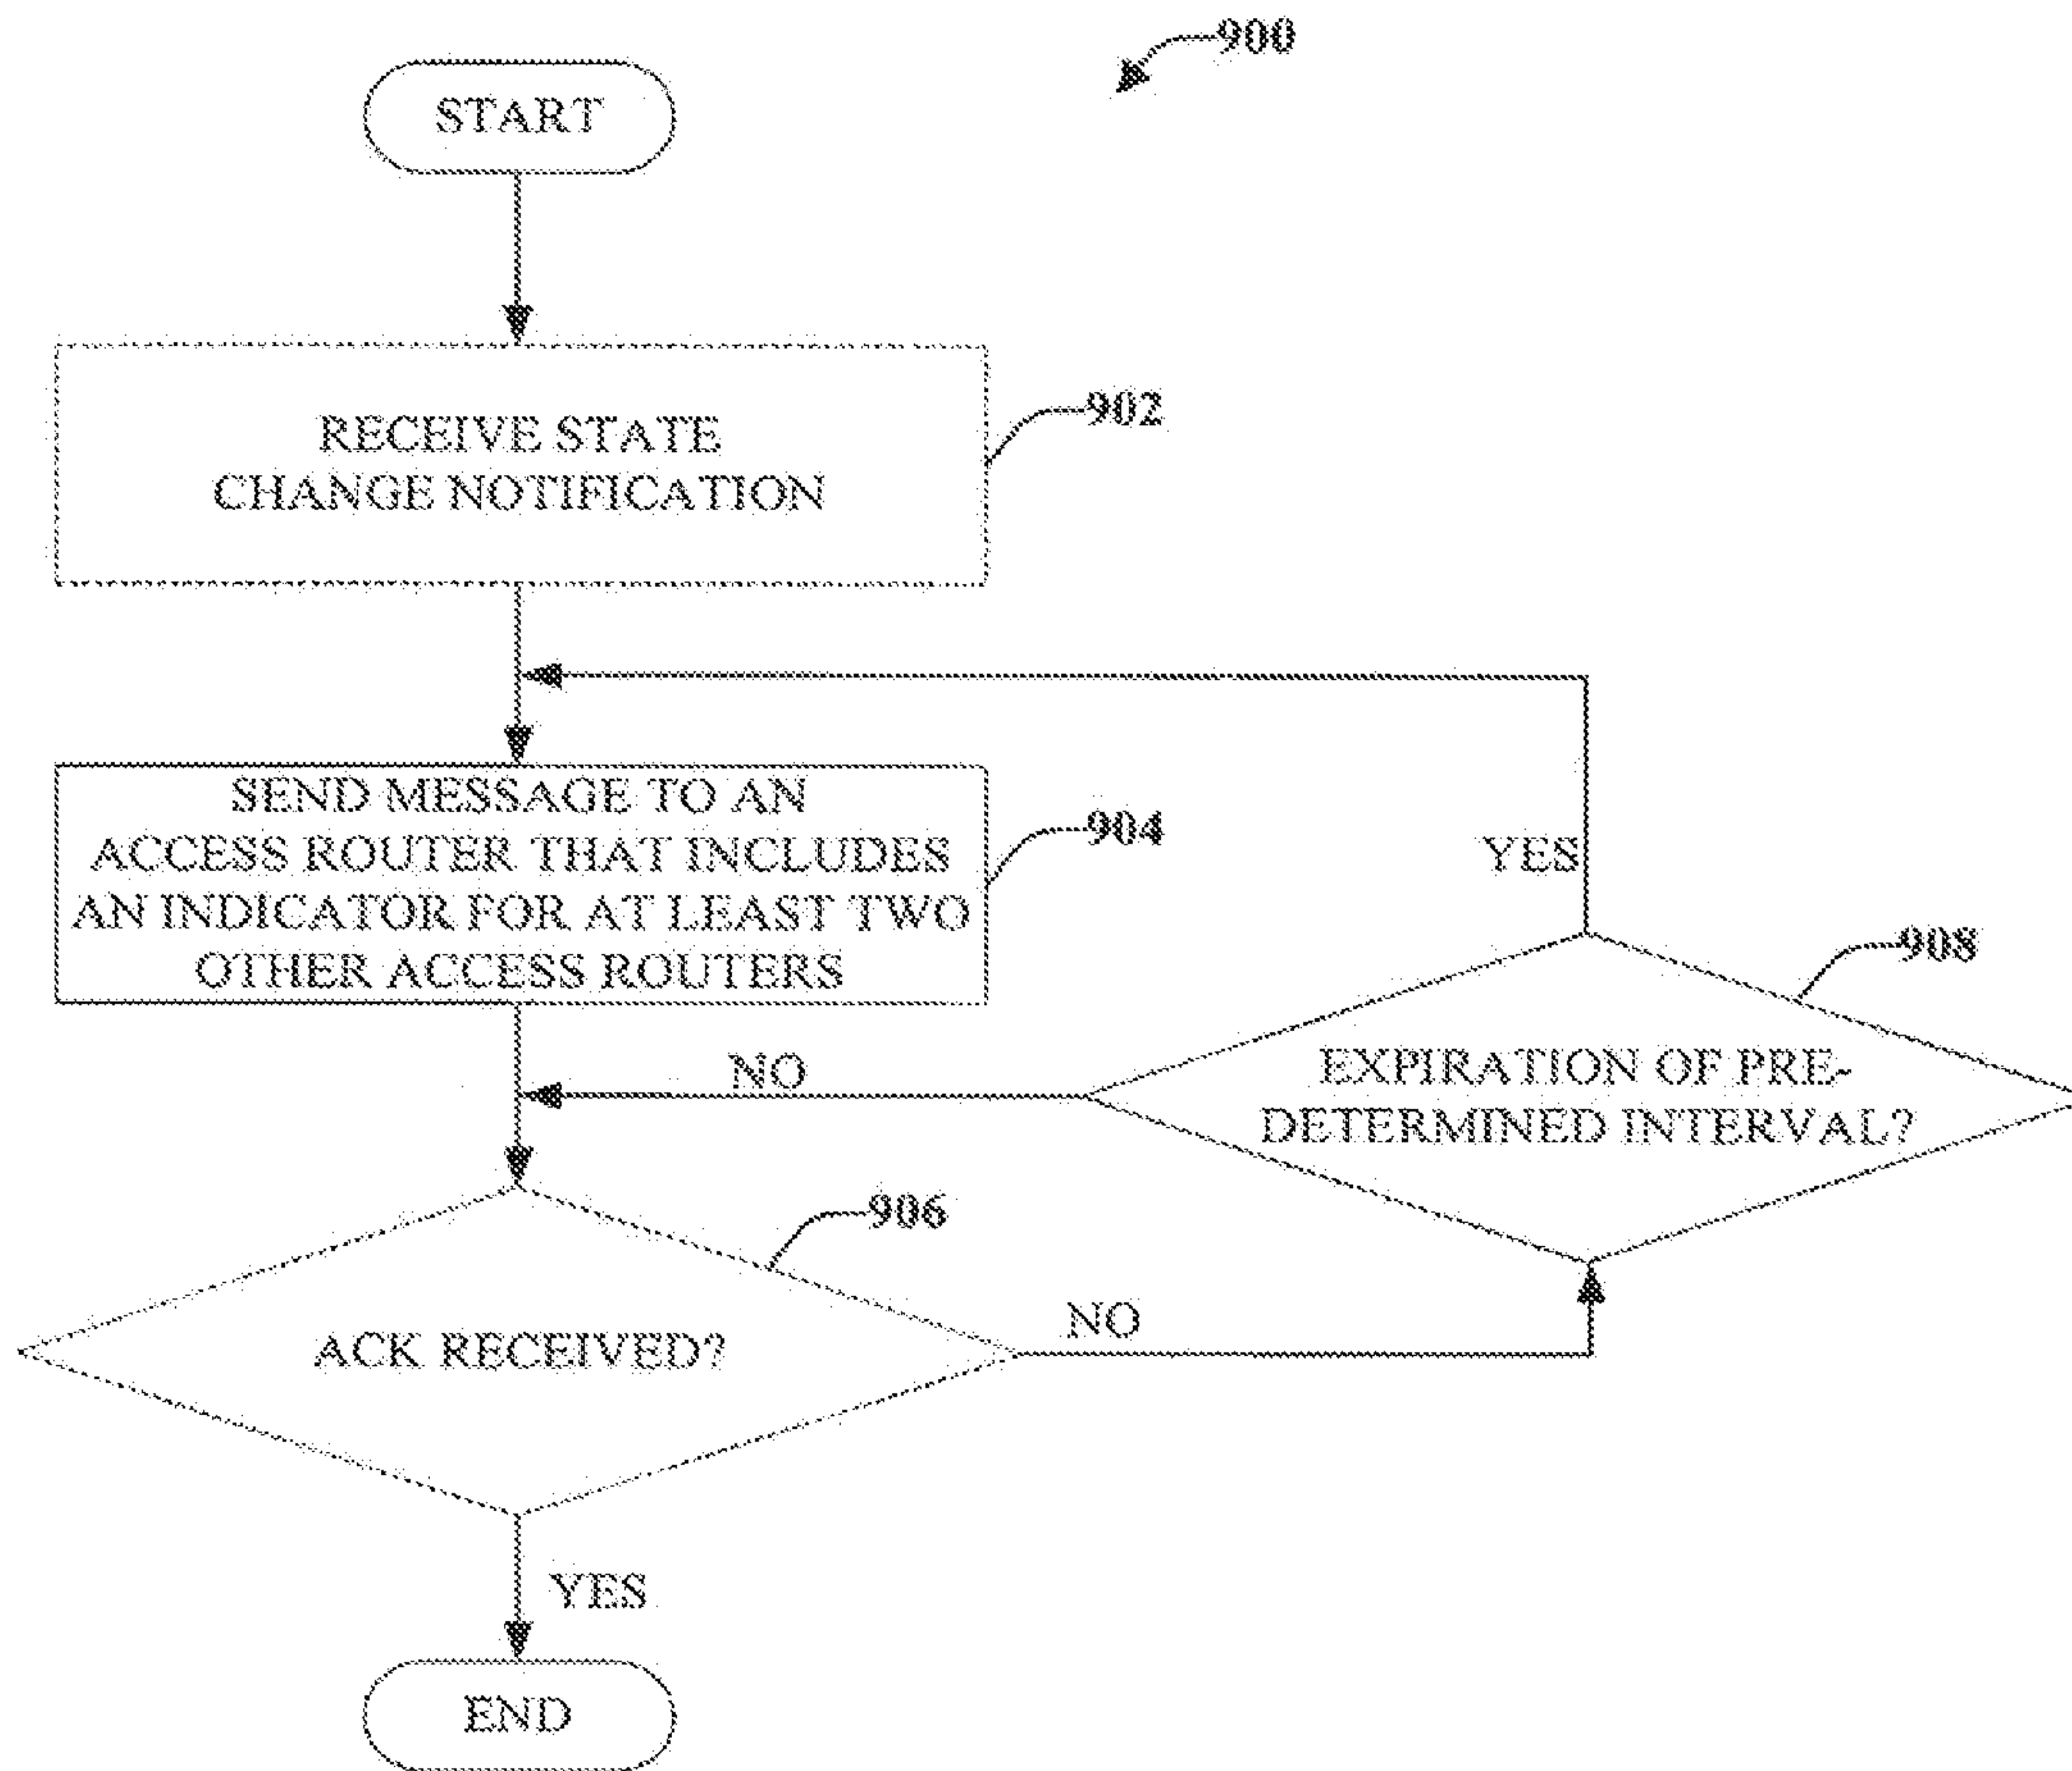 900
START
RECEIVE STATE
CHANGE NOTIFICATION
902
SEND MESSAGE TO AN
ACCESS ROUTER THAT INCLUDES
AN INDICATOR FOR AT LEAST TWO
OTHER ACCESS ROUTERS
904
YES
908
EXPIRATION OF PRE-
DETERMINED INTERVAL?
NO
906
ACK RECEIVED?
NO
YES
END